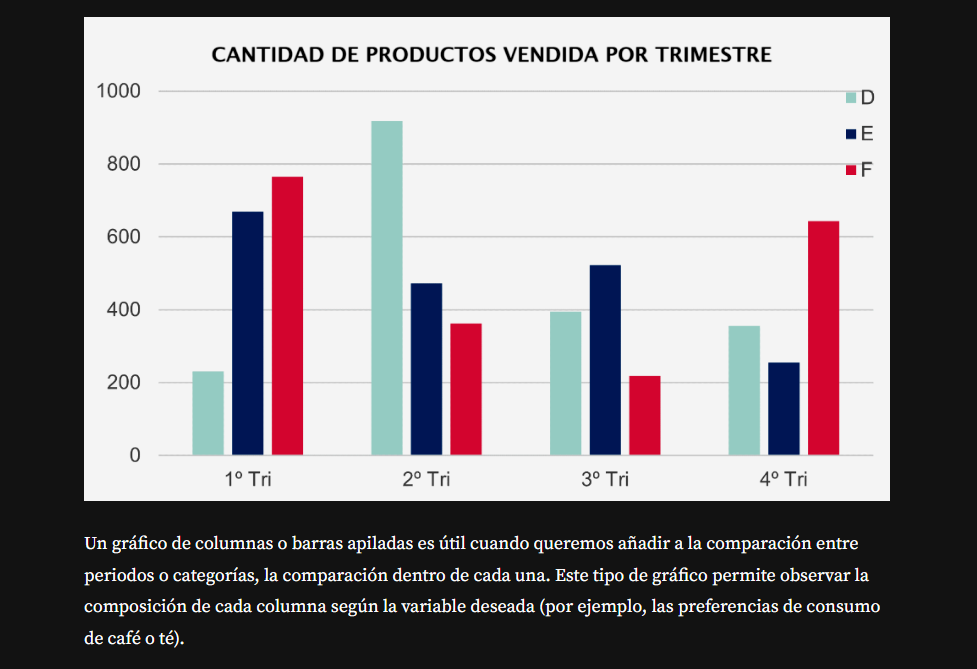 CANTIDAD DE PRODUCTOS VENDIDA POR TRIMESTRE
1000
800
600
400
200
0
D
E
F
1º Tri
2º Tri
3º Tri
4º Tri
Un gráfico de columnas o barras apiladas es útil cuando queremos añadir a la comparación entre
periodos o categorías, la comparación dentro de cada una. Este tipo de gráfico permite observar la
composición de cada columna según la variable deseada (por ejemplo, las preferencias de consumo
de café o té).